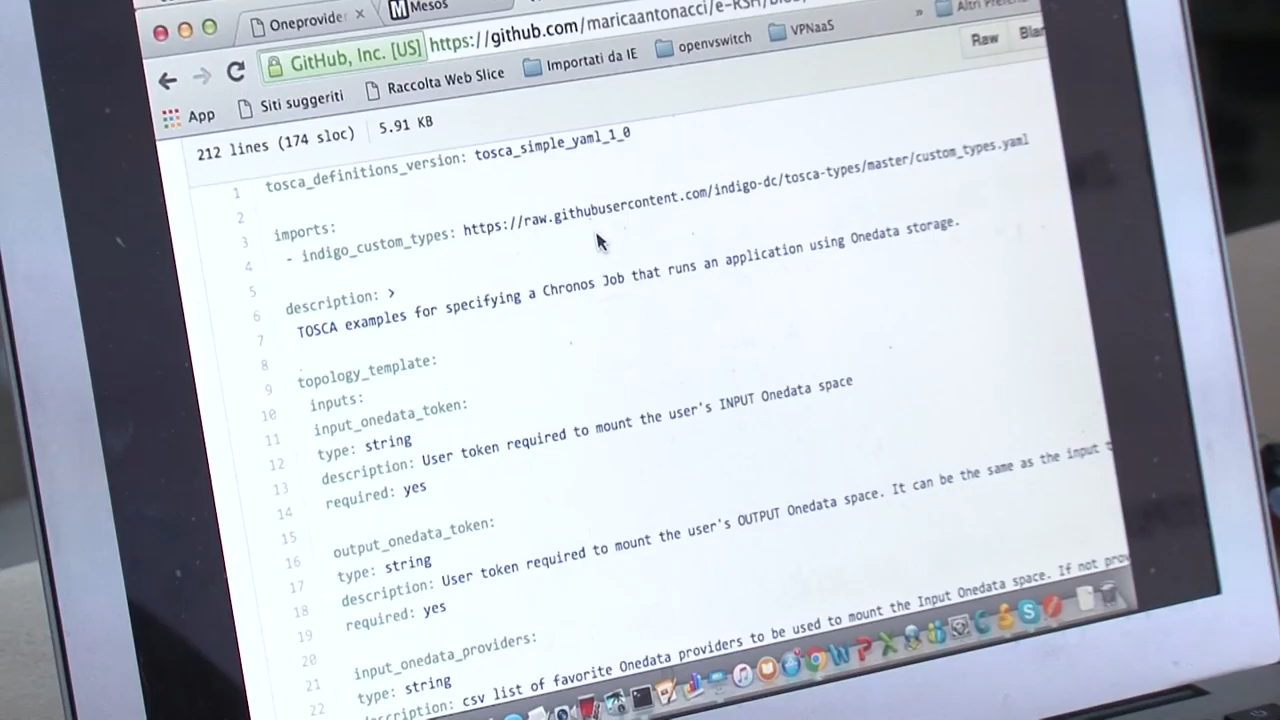 Oneprovide
Mesos
GitHub, Inc. [US] https://github.com/maricaantonacci/e-RSH/
App Siti suggeriti Raccolta Web Slice Importati da IE openvswitch VPNaaS » Altri
Raw
212 lines (174 sloc) 5.91 KB
1 tosca_definitions_version: tosca_simple_yaml_1_0
2
3 imports:
4 - indigo_custom_types: https://raw.githubusercontent.com/indigo-dc/tosca-types/master/custom_types.yaml
5
6 description: >
7 TOSCA examples for specifying a Chronos Job that runs an application using Onedata storage.
8
9 topology_template:
10 inputs:
11 input_onedata_token:
12 type: string
13 description: User token required to mount the user's INPUT Onedata space
14 required: yes
15
16 output_onedata_token:
17 type: string
18 description: User token required to mount the user's OUTPUT Onedata space. It can be the same as the input
19 required: yes
20
21 input_onedata_providers:
22 type: string
description: csv list of favorite Onedata providers to be used to mount the Input Onedata space. If not